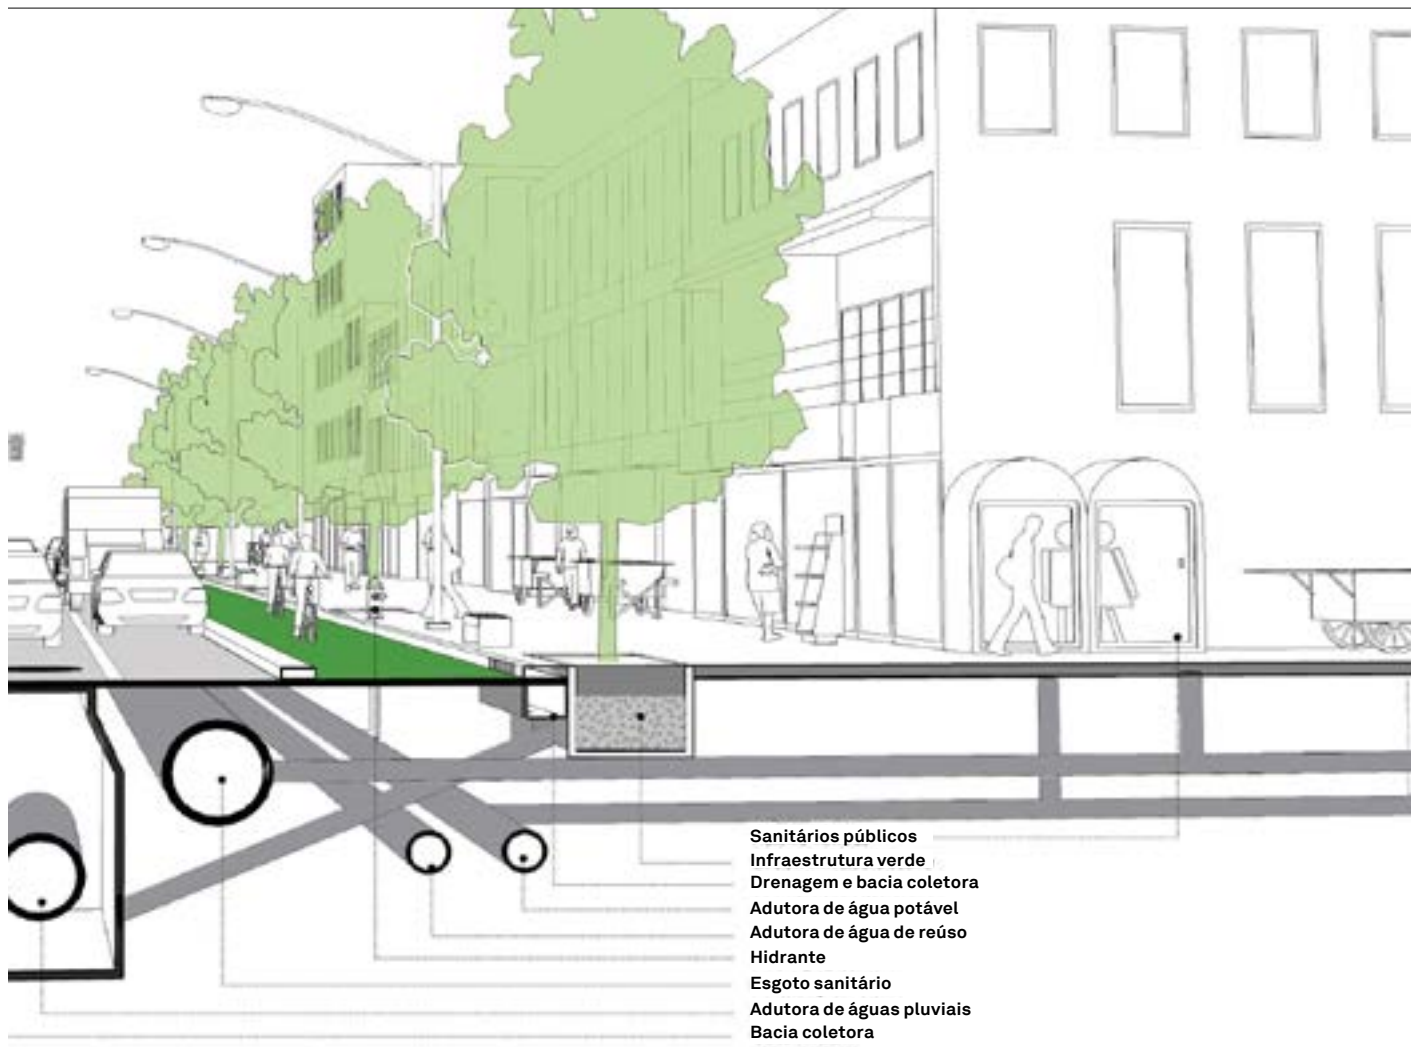 Sanitários públicos
Infraestrutura verde
Drenagem e bacia coletora
Adutora de água potável
Adutora de água de reúso
Hidrante
Esgoto sanitário
Adutora de águas pluviais
Bacia coletora